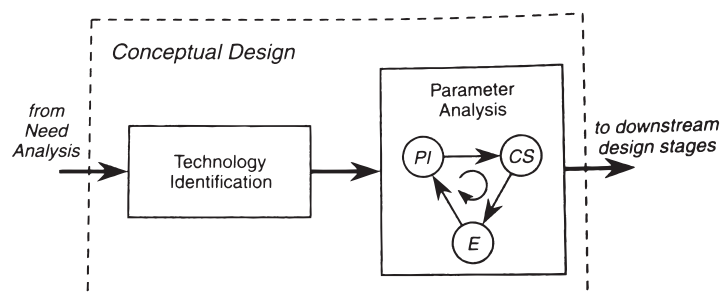 Conceptual Design
from
Need
Analysis
Technology
Identification
Parameter
Analysis
PI
CS
E
to downstream
design stages